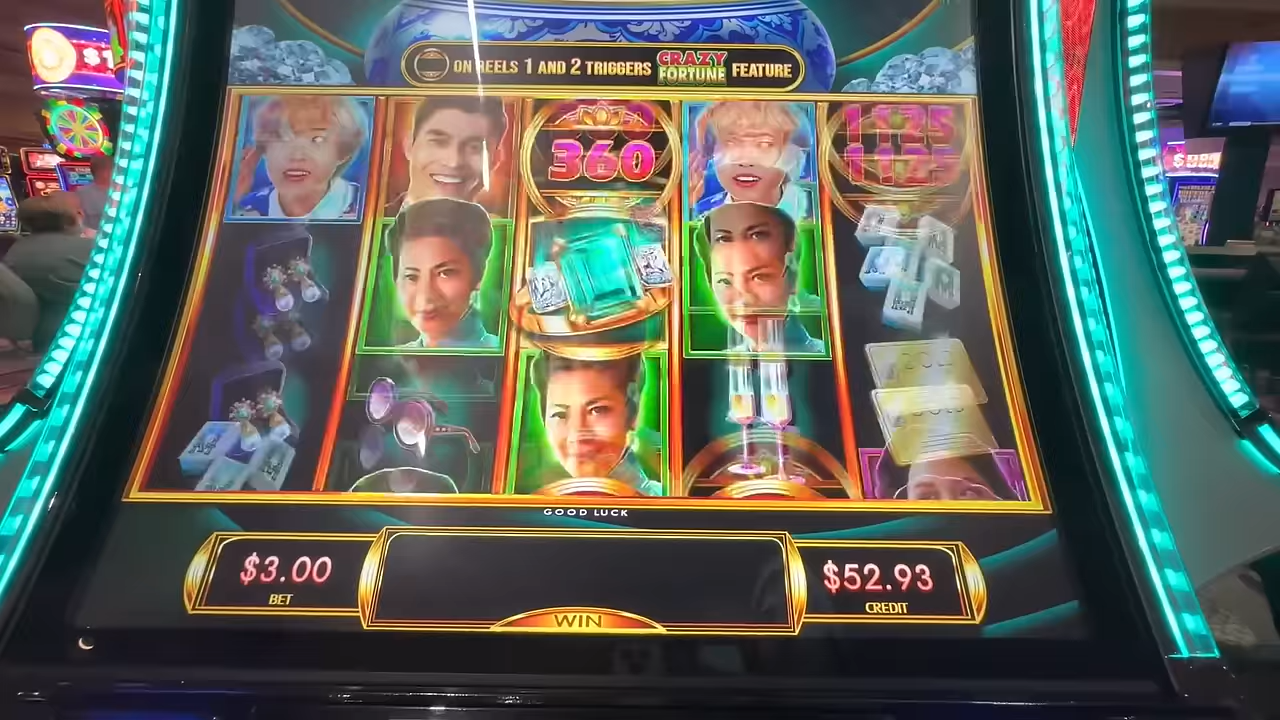 $1
ON REELS 1 AND 2 TRIGGERS CRAZY FORTUNE FEATURE
360
1125
1125
GOOD LUCK
$3.00
BET
WIN
$52.93
CREDIT